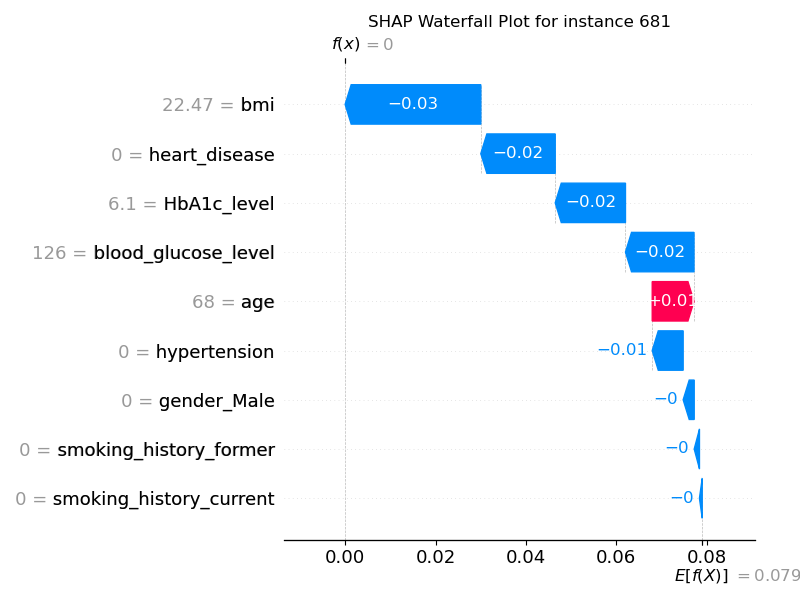 SHAP Waterfall Plot for instance 681
f(x) = 0
22.47 = bmi −0.03
0 = heart_disease −0.02
6.1 = HbA1c_level −0.02
126 = blood_glucose_level −0.02
68 = age +0.01
0 = hypertension −0.01
0 = gender_Male −0
0 = smoking_history_former −0
0 = smoking_history_current −0
0.00 0.02 0.04 0.06 0.08
E[f(X)] = 0.079